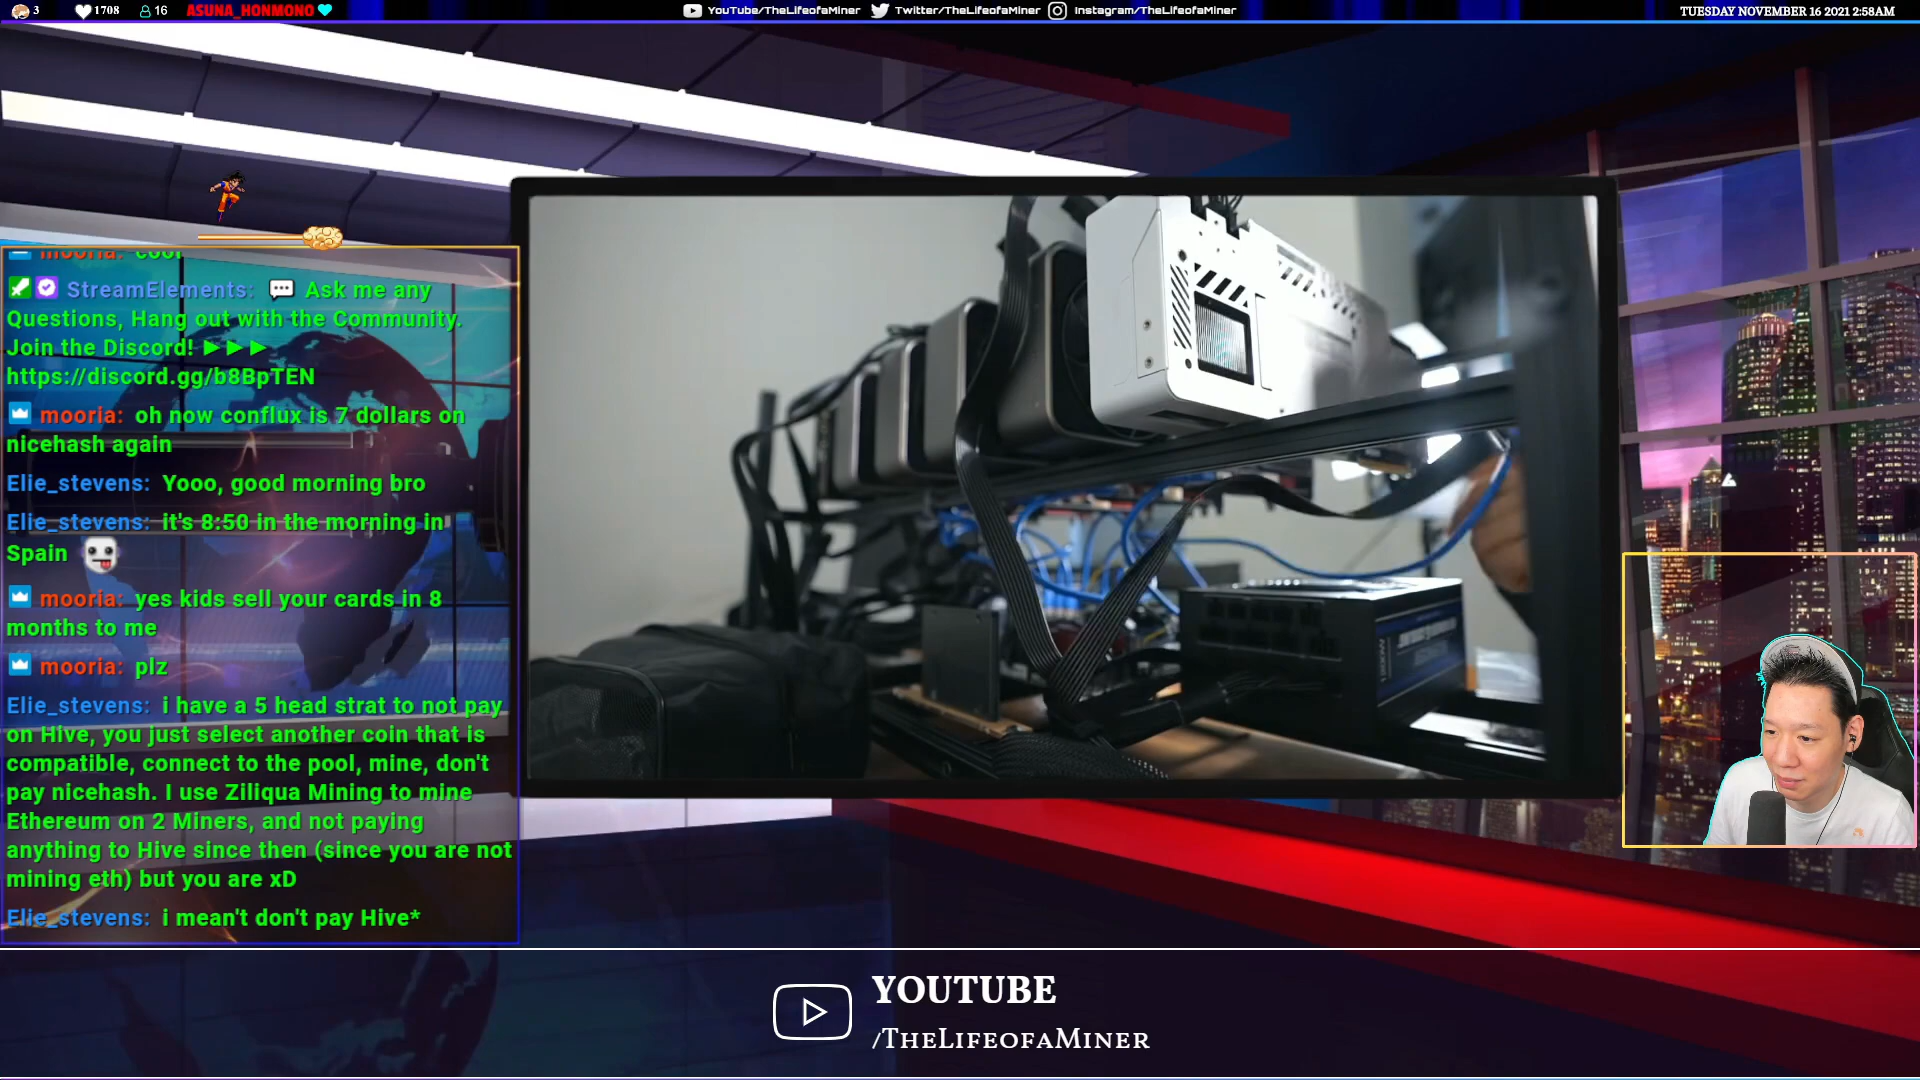 3 1708 16 ASUNA_HONMONO
YouTube/TheLifeofaMiner Twitter/TheLifeofaMiner Instagram/TheLifeofaMiner
TUESDAY NOVEMBER 16 2021 2:58AM
mooria: cool
StreamElements: Ask me any
Questions, Hang out with the Community.
Join the Discord! ►►►
https://discord.gg/b8BpTEN
mooria: oh now conflux is 7 dollars on
nicehash again
Elie_stevens: Yooo, good morning bro
Elie_stevens: it's 8:50 in the morning in
Spain
mooria: yes kids sell your cards in 8
months to me
mooria: plz
Elie_stevens: i have a 5 head strat to not pay
on Hive, you just select another coin that is
compatible, connect to the pool, mine, don't
pay nicehash. I use Ziliqua Mining to mine
Ethereum on 2 Miners, and not paying
anything to Hive since then (since you are not
mining eth) but you are xD
Elie_stevens: i mean't don't pay Hive*
YOUTUBE
/THELIFEOFAMINER